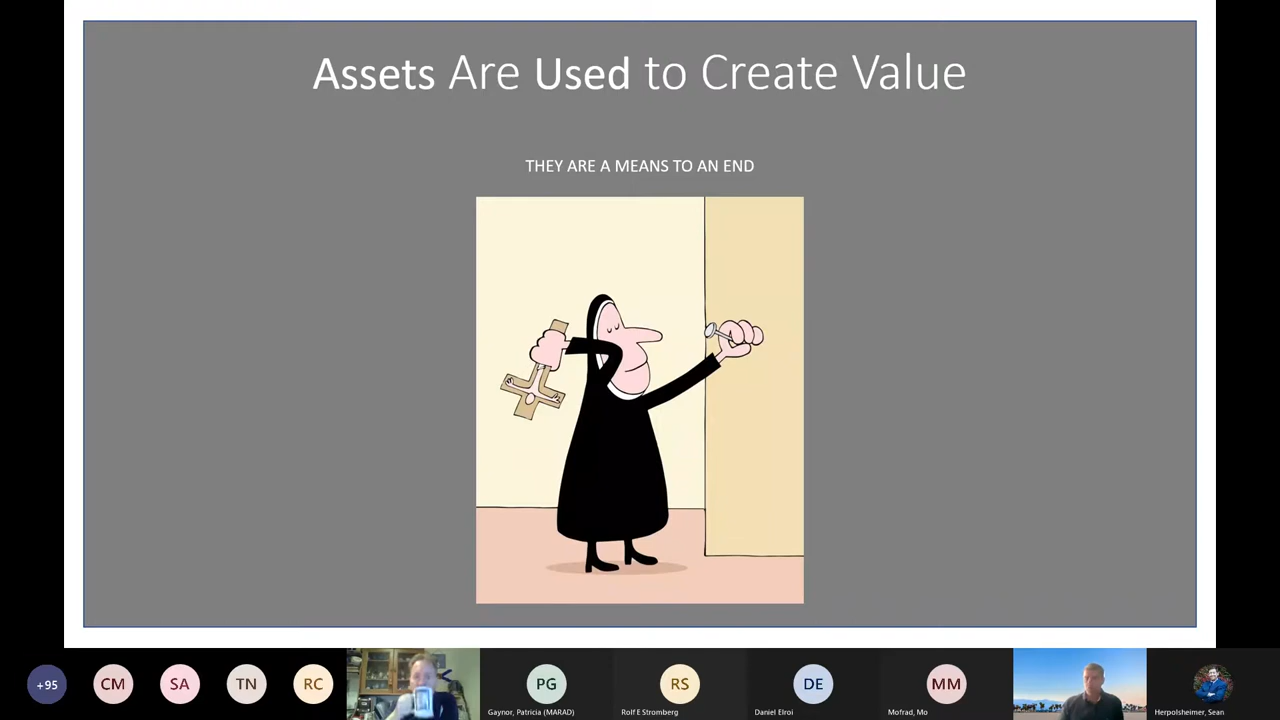 Assets Are Used to Create Value
THEY ARE A MEANS TO AN END
+95
CM
SA
TN
RC
PG
Gaynor, Patricia (MARAD)
RS
Rolf E Stromberg
DE
Daniel Elroi
MM
Mofrad, Mo
Herpolsheimer, Sean